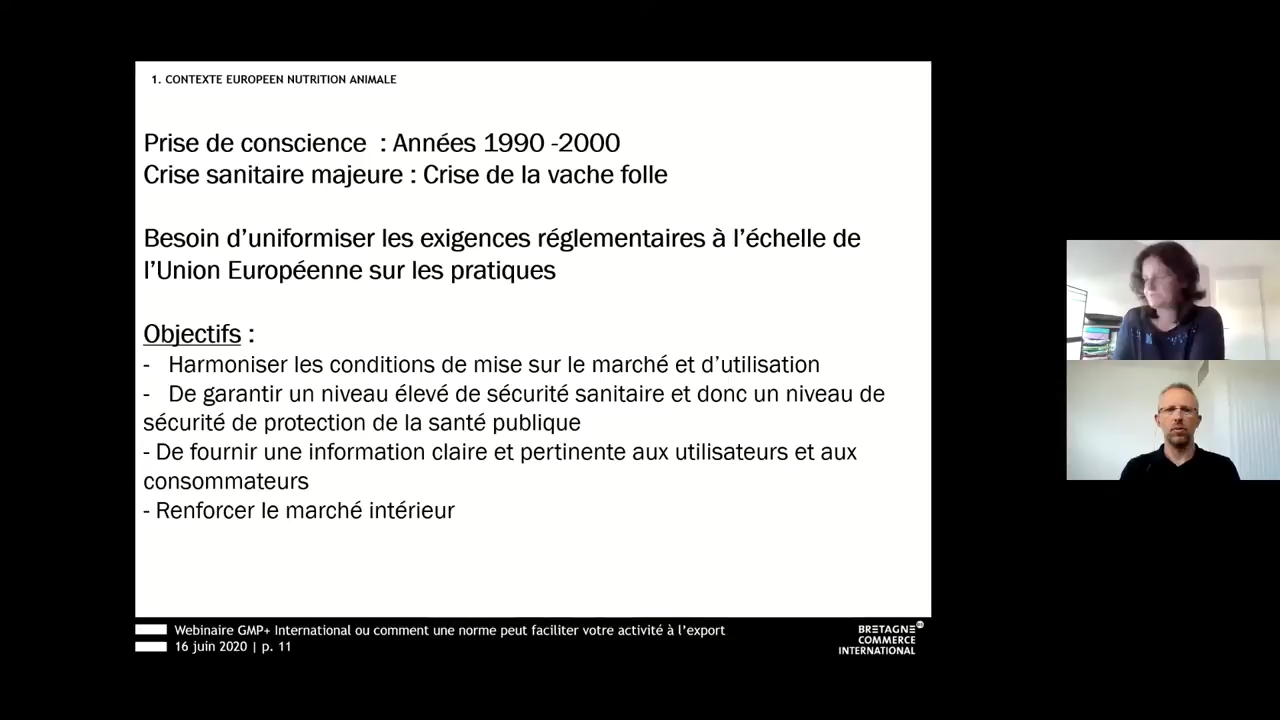 1. CONTEXTE EUROPEEN NUTRITION ANIMALE
Prise de conscience : Années 1990 -2000
Crise sanitaire majeure : Crise de la vache folle
Besoin d’uniformiser les exigences réglementaires à l’échelle de
l’Union Européenne sur les pratiques
Objectifs :
- Harmoniser les conditions de mise sur le marché et d’utilisation
- De garantir un niveau élevé de sécurité sanitaire et donc un niveau de
sécurité de protection de la santé publique
- De fournir une information claire et pertinente aux utilisateurs et aux
consommateurs
- Renforcer le marché intérieur
Webinaire GMP+ International ou comment une norme peut faciliter votre activité à l’export
16 juin 2020 | p. 11
BRETAGNE
COMMERCE
INTERNATIONAL